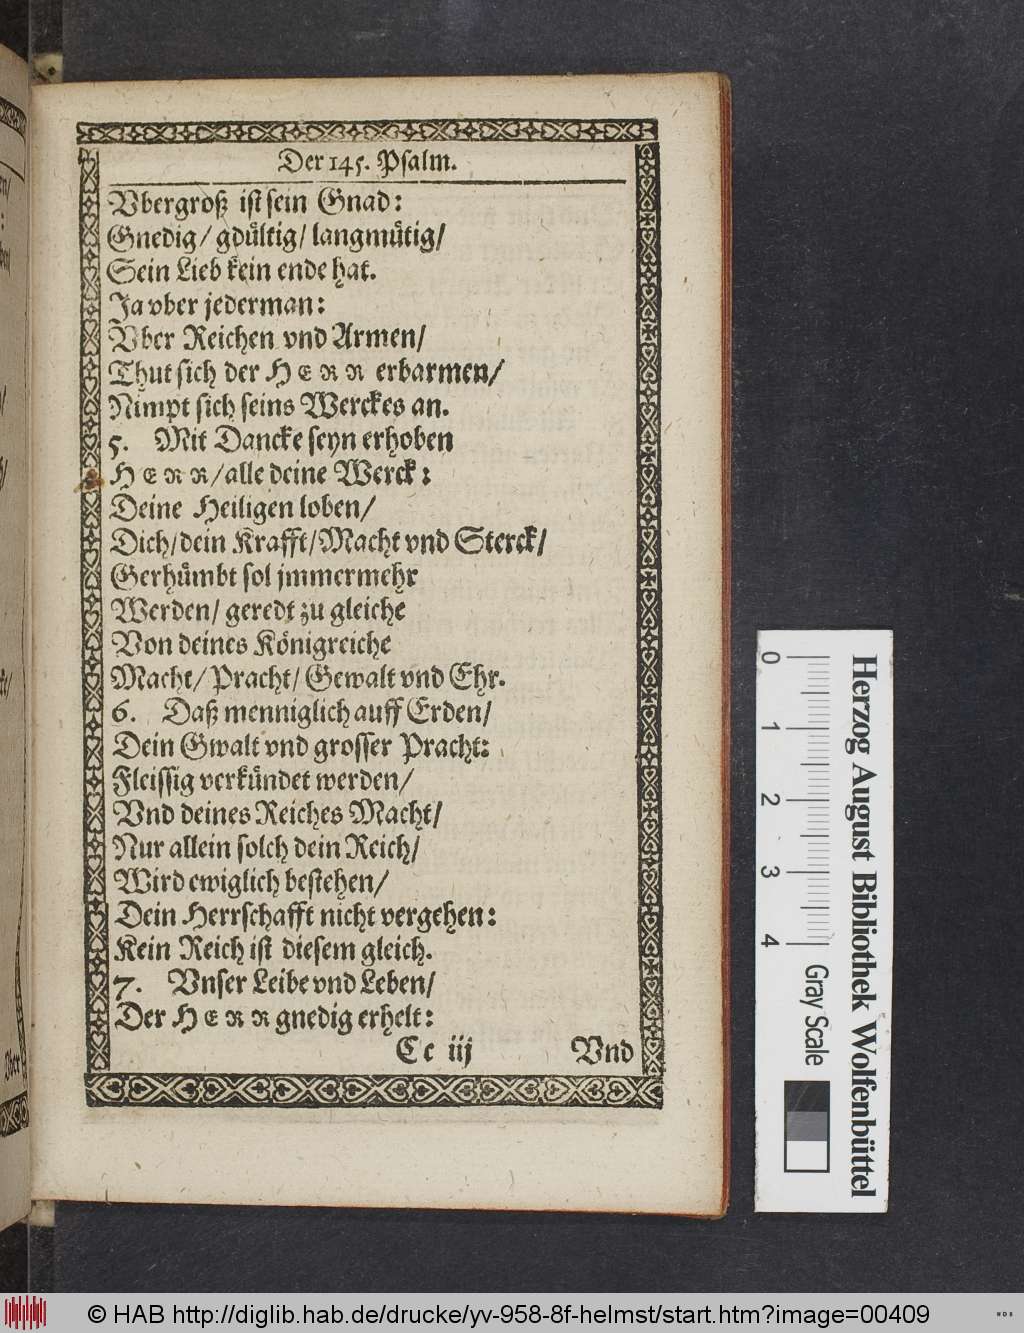 Der 145. Psalm.
Vbergroß ist sein Gnad:
Gnedig/ gdültig/ langmütig/
Sein Lieb kein ende hat.
Ja vber jederman:
Vber Reichen vnd Armen/
Thut sich der HERR erbarmen/
Nimpt sich seins Werckes an.
5. Mit Dancke seyn erhoben
HERR/alle deine Werck:
Deine Heiligen loben/
Dich/dein Krafft/Macht vnd Sterck/
Gerhümbt sol jmmermehr
Werden/ geredt zu gleiche
Von deines Königreiche
Macht/ Pracht/ Gewalt vnd Ehr.
6. Daß menniglich auff Erden/
Dein Gwalt vnd grosser Pracht:
Fleissig verkündet werden/
Vnd deines Reiches Macht/
Nur allein solch dein Reich/
Wird ewiglich bestehen/
Dein Herrschafft nicht vergehen:
Kein Reich ist diesem gleich.
7. Vnser Leibe vnd Leben/
Der HERR gnedig erhelt:
Cc iij Vnd
Vber
Herzog August Bibliothek Wolfenbüttel
0 1 2 3 4 Gray Scale
© HAB http://diglib.hab.de/drucke/yv-958-8f-helmst/start.htm?image=00409